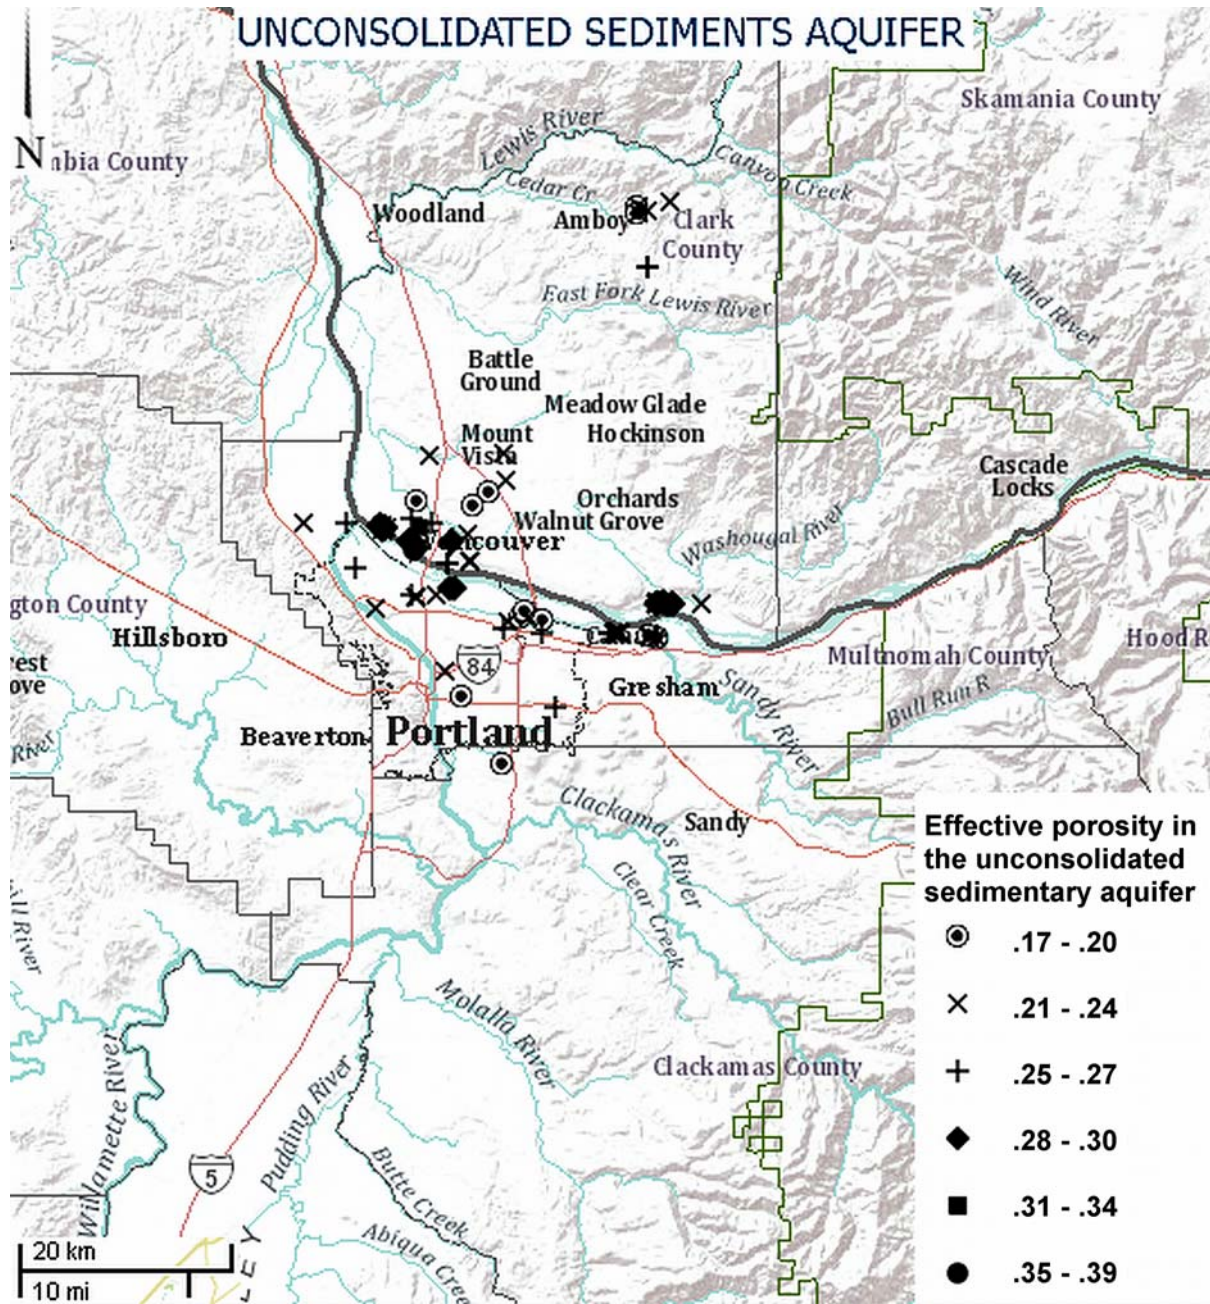 UNCONSOLIDATED SEDIMENTS AQUIFER
Skamania County
N
mbia County
Lewis River
Canyon Creek
Cedar Cr
Woodland
Amboy
Clark
County
East Fork Lewis River
Wind River
Battle
Ground
Meadow Glade
Hockinson
Mount
Vista
Cascade
Locks
Orchards
Walnut Grove
Vancouver
Washougal River
gton County
Hillsboro
Hood R
Multnomah County
rest
ove
84
Gresham
Sandy River
Bull Run R
River
Beaverton
Portland
Clackamas River
Sandy
Clear Creek
ill River
Molalla River
Clackamas County
Willamette River
Pudding River
5
Butte Creek
Abiqua Cree
LEY
20 km
10 mi
Effective porosity in
the unconsolidated
sedimentary aquifer
.17 - .20
.21 - .24
.25 - .27
.28 - .30
.31 - .34
.35 - .39